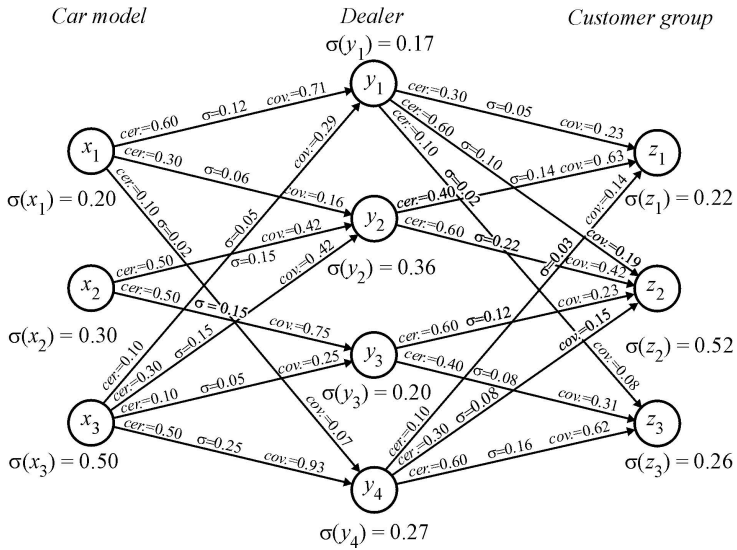 Car model Dealer Customer group
σ(y1) = 0.17
y1
cer.=0.60 σ=0.12 cov.=0.71
cer.=0.30 σ=0.05 cov.=0.23
cer.=0.60 σ=0.10 cov.=0.19
cer.=0.10 σ=0.02 cov.=0.08
x1
σ(x1) = 0.20
cer.=0.30 σ=0.06 cov.=0.16
cer.=0.10 σ=0.02 cov.=0.07
z1
σ(z1) = 0.22
y2
σ(y2) = 0.36
cer.=0.40 σ=0.14 cov.=0.63
cer.=0.60 σ=0.22 cov.=0.42
x2
σ(x2) = 0.30
cer.=0.50 σ=0.15 cov.=0.42
cer.=0.50 σ=0.15 cov.=0.75
z2
σ(z2) = 0.52
y3
σ(y3) = 0.20
cer.=0.60 σ=0.12 cov.=0.23
cer.=0.40 σ=0.08 cov.=0.31
x3
σ(x3) = 0.50
cer.=0.10 σ=0.05 cov.=0.29
cer.=0.30 σ=0.15 cov.=0.42
cer.=0.10 σ=0.05 cov.=0.25
cer.=0.50 σ=0.25 cov.=0.93
z3
σ(z3) = 0.26
y4
σ(y4) = 0.27
cer.=0.10 σ=0.03 cov.=0.14
cer.=0.30 σ=0.08 cov.=0.15
cer.=0.60 σ=0.16 cov.=0.62